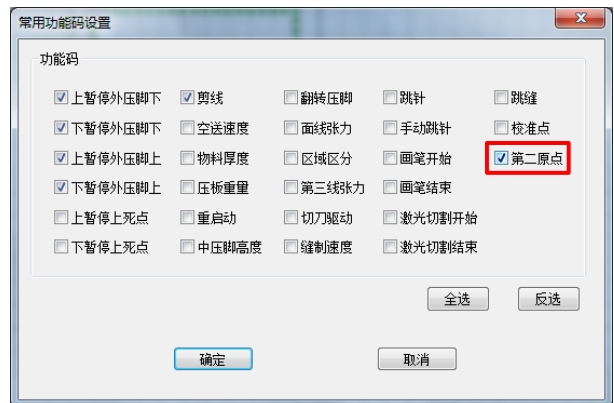 常用功能码设置
功能码
上暂停外压脚下 剪线 翻转压脚 跳针 跳缝
下暂停外压脚下 空送速度 面线张力 手动跳针 校准点
上暂停外压脚上 物料厚度 区域区分 画笔开始 第二原点
下暂停外压脚上 压板重量 第三线张力 画笔结束
上暂停上死点 重启动 切刀驱动 激光切割开始
下暂停上死点 中压脚高度 缝制速度 激光切割结束
全选 反选
确定 取消